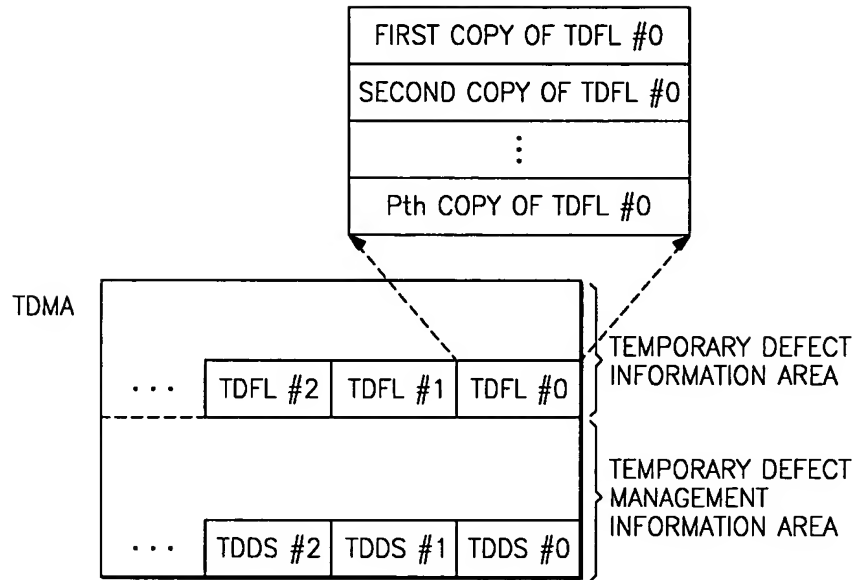 FIRST COPY OF TDFL #0
SECOND COPY OF TDFL #0
⋮
Pth COPY OF TDFL #0
TDMA
TEMPORARY DEFECT
INFORMATION AREA
... TDFL #2 TDFL #1 TDFL #0
TEMPORARY DEFECT
MANAGEMENT
INFORMATION AREA
... TDDS #2 TDDS #1 TDDS #0